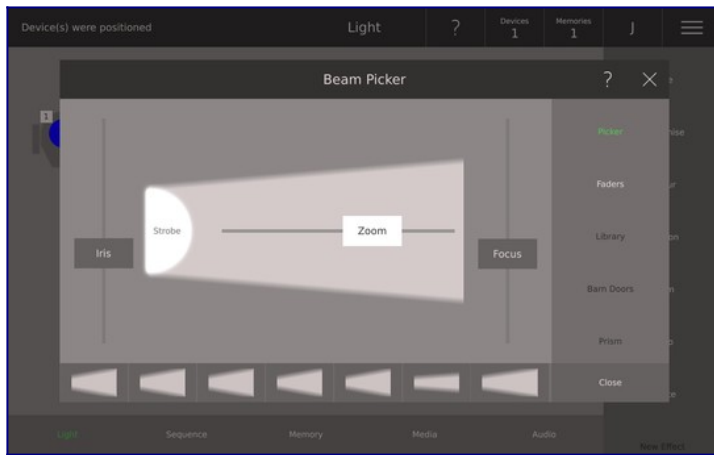 Device(s) were positioned
Light
?
Devices
1
Memories
1
J
Beam Picker
?
1
Picker
Faders
Library
Barn Doors
Prism
Close
Strobe
Zoom
Iris
Focus
Light
Sequence
Memory
Media
Audio
New Effect